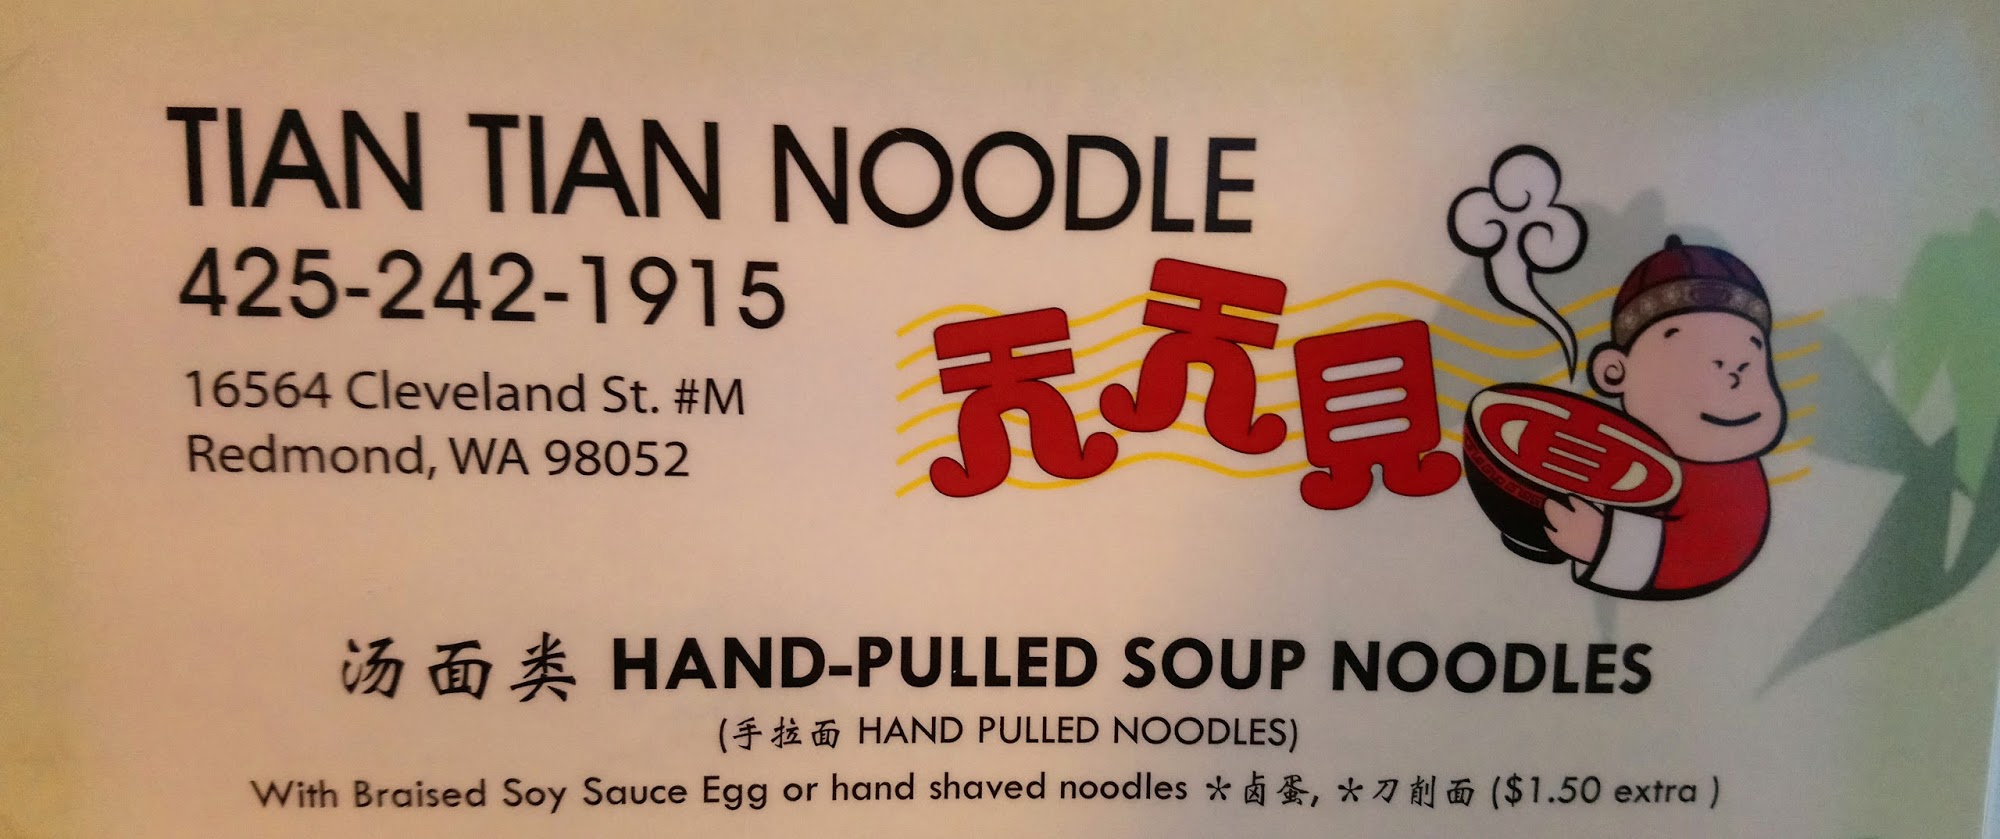 TIAN TIAN NOODLE
425-242-1915
16564 Cleveland St. #M
Redmond, WA 98052
天天見面
汤面类 HAND-PULLED SOUP NOODLES
(手拉面 HAND PULLED NOODLES)
With Braised Soy Sauce Egg or hand shaved noodles *卤蛋, *刀削面 ($1.50 extra )